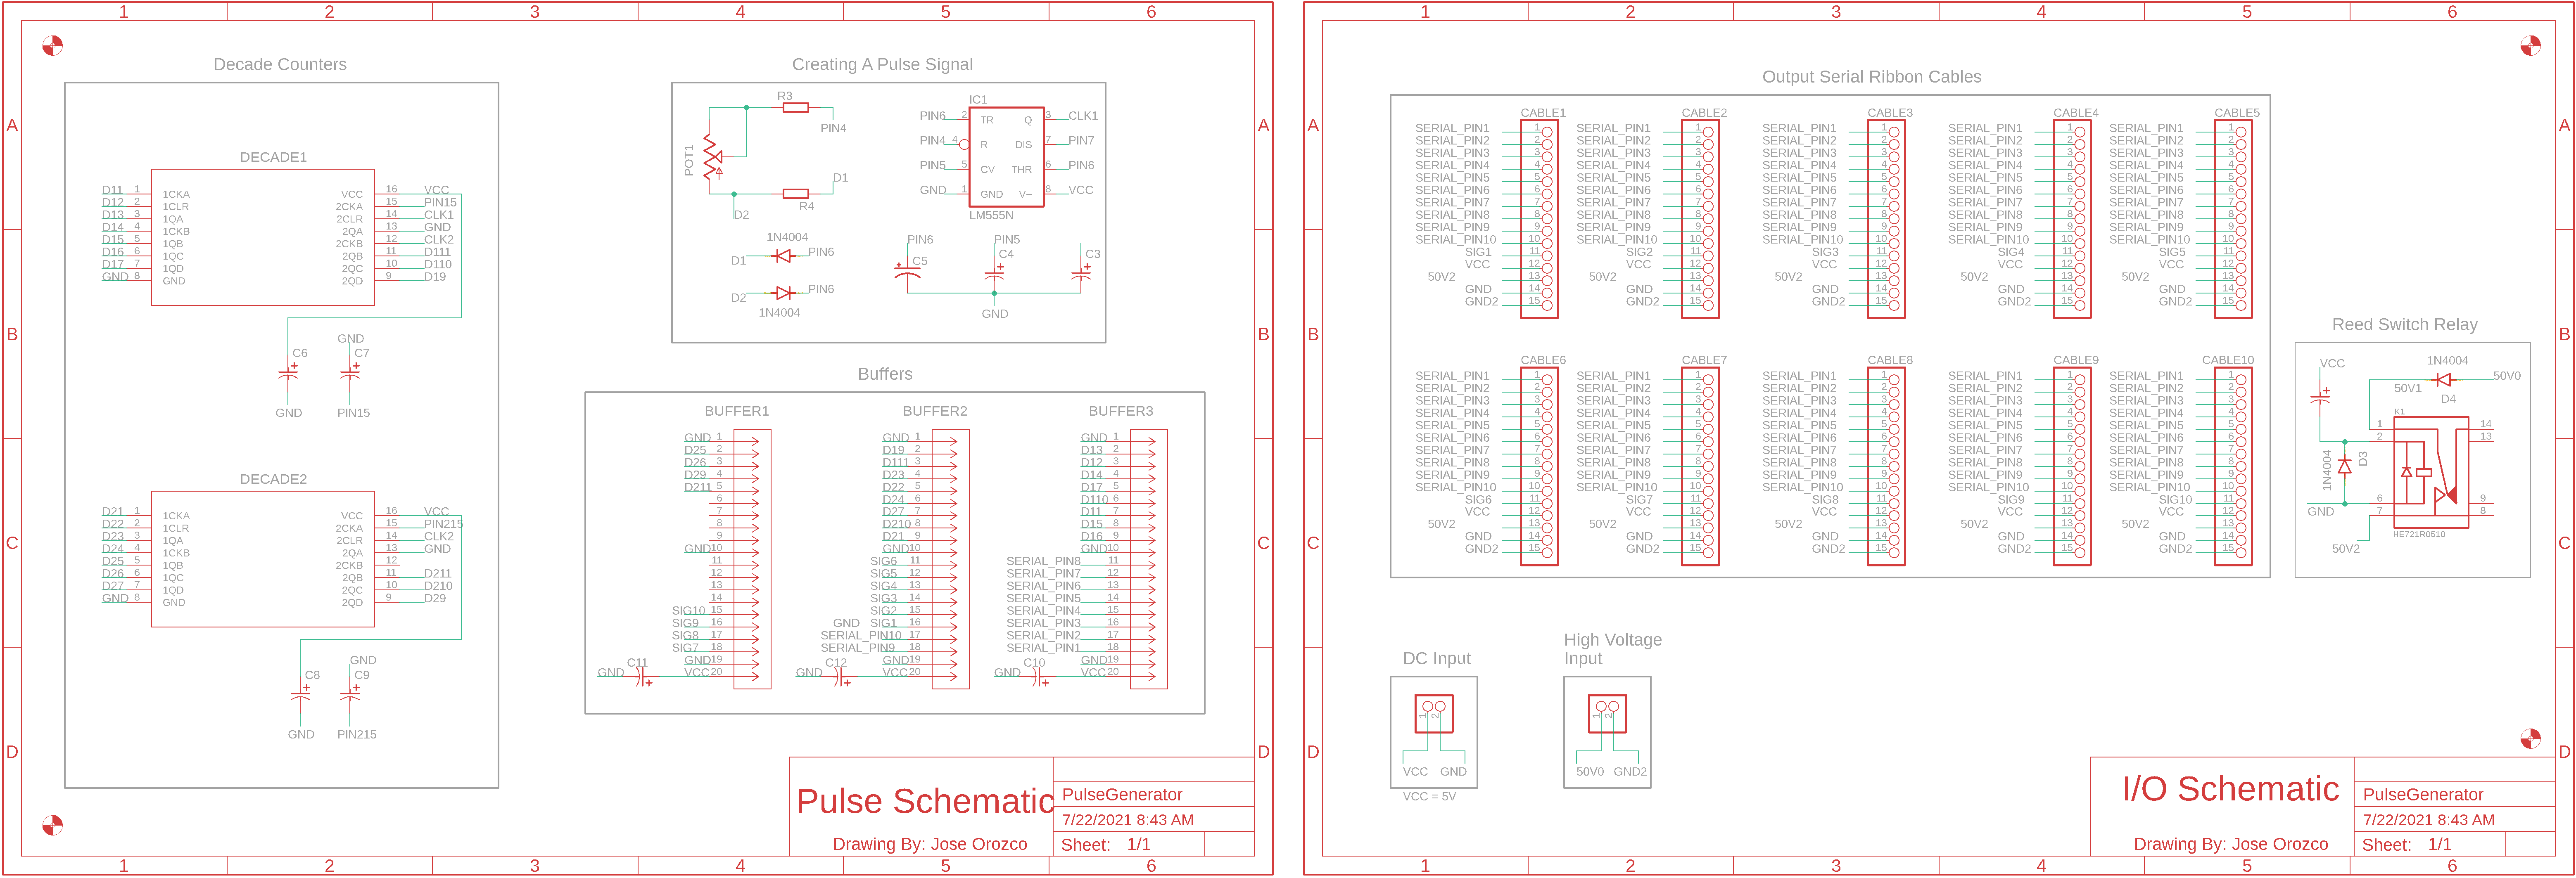 1 2 3 4 5 6
Decade Counters
DECADE1
D11 1 1CKA VCC 16 VCC
D12 2 1CLR 2CKA 15 PIN15
D13 3 1QA 2CLR 14 CLK1
D14 4 1CKB 2QA 13 GND
D15 5 1QB 2CKB 12 CLK2
D16 6 1QC 2QB 11 D111
D17 7 1QD 2QC 10 D110
GND 8 GND 2QD 9 D19
C6 GND
GND C7 PIN15
DECADE2
D21 1 1CKA VCC 16 VCC
D22 2 1CLR 2CKA 15 PIN215
D23 3 1QA 2CLR 14 CLK2
D24 4 1CKB 2QA 13 GND
D25 5 1QB 2CKB 12
D26 6 1QC 2QB 11 D211
D27 7 1QD 2QC 10 D210
GND 8 GND 2QD 9 D29
C8 GND
GND C9 PIN215
Creating A Pulse Signal
R3
PIN4
POT1
D1
R4
D2
IC1
PIN6 2 TR Q 3 CLK1
PIN4 4 R DIS 7 PIN7
PIN5 5 CV THR 6 PIN6
GND 1 GND V+ 8 VCC
LM555N
1N4004
D1 PIN6
D2 PIN6
1N4004
PIN6 PIN5
C5 C4 C3
GND
Buffers
BUFFER1
GND 1
D25 2
D26 3
D29 4
D211 5
6
7
8
9
GND 10
11
12
13
14
SIG10 15
SIG9 16
SIG8 17
SIG7 18
GND 19
GND C11 VCC 20
BUFFER2
GND 1
D19 2
D111 3
D23 4
D22 5
D24 6
D27 7
D210 8
D21 9
GND 10
SIG6 11
SIG5 12
SIG4 13
SIG3 14
SIG2 15
GND SIG1 16
SERIAL_PIN10 17
SERIAL_PIN9 18
GND 19
GND C12 VCC 20
BUFFER3
GND 1
D13 2
D12 3
D14 4
D17 5
D110 6
D11 7
D15 8
D16 9
GND 10
SERIAL_PIN8 11
SERIAL_PIN7 12
SERIAL_PIN6 13
SERIAL_PIN5 14
SERIAL_PIN4 15
SERIAL_PIN3 16
SERIAL_PIN2 17
SERIAL_PIN1 18
GND 19
GND C10 VCC 20
A A
B B
C C
D D
Pulse Schematic
Drawing By: Jose Orozco
PulseGenerator
7/22/2021 8:43 AM
Sheet: 1/1
1 2 3 4 5 6
1 2 3 4 5 6
Output Serial Ribbon Cables
CABLE1 CABLE2 CABLE3 CABLE4 CABLE5
SERIAL_PIN1 1 SERIAL_PIN1 1 SERIAL_PIN1 1 SERIAL_PIN1 1 SERIAL_PIN1 1
SERIAL_PIN2 2 SERIAL_PIN2 2 SERIAL_PIN2 2 SERIAL_PIN2 2 SERIAL_PIN2 2
SERIAL_PIN3 3 SERIAL_PIN3 3 SERIAL_PIN3 3 SERIAL_PIN3 3 SERIAL_PIN3 3
SERIAL_PIN4 4 SERIAL_PIN4 4 SERIAL_PIN4 4 SERIAL_PIN4 4 SERIAL_PIN4 4
SERIAL_PIN5 5 SERIAL_PIN5 5 SERIAL_PIN5 5 SERIAL_PIN5 5 SERIAL_PIN5 5
SERIAL_PIN6 6 SERIAL_PIN6 6 SERIAL_PIN6 6 SERIAL_PIN6 6 SERIAL_PIN6 6
SERIAL_PIN7 7 SERIAL_PIN7 7 SERIAL_PIN7 7 SERIAL_PIN7 7 SERIAL_PIN7 7
SERIAL_PIN8 8 SERIAL_PIN8 8 SERIAL_PIN8 8 SERIAL_PIN8 8 SERIAL_PIN8 8
SERIAL_PIN9 9 SERIAL_PIN9 9 SERIAL_PIN9 9 SERIAL_PIN9 9 SERIAL_PIN9 9
SERIAL_PIN10 10 SERIAL_PIN10 10 SERIAL_PIN10 10 SERIAL_PIN10 10 SERIAL_PIN10 10
SIG1 11 SIG2 11 SIG3 11 SIG4 11 SIG5 11
VCC 12 VCC 12 VCC 12 VCC 12 VCC 12
50V2 13 50V2 13 50V2 13 50V2 13 50V2 13
GND 14 GND 14 GND 14 GND 14 GND 14
GND2 15 GND2 15 GND2 15 GND2 15 GND2 15
CABLE6 CABLE7 CABLE8 CABLE9 CABLE10
SERIAL_PIN1 1 SERIAL_PIN1 1 SERIAL_PIN1 1 SERIAL_PIN1 1 SERIAL_PIN1 1
SERIAL_PIN2 2 SERIAL_PIN2 2 SERIAL_PIN2 2 SERIAL_PIN2 2 SERIAL_PIN2 2
SERIAL_PIN3 3 SERIAL_PIN3 3 SERIAL_PIN3 3 SERIAL_PIN3 3 SERIAL_PIN3 3
SERIAL_PIN4 4 SERIAL_PIN4 4 SERIAL_PIN4 4 SERIAL_PIN4 4 SERIAL_PIN4 4
SERIAL_PIN5 5 SERIAL_PIN5 5 SERIAL_PIN5 5 SERIAL_PIN5 5 SERIAL_PIN5 5
SERIAL_PIN6 6 SERIAL_PIN6 6 SERIAL_PIN6 6 SERIAL_PIN6 6 SERIAL_PIN6 6
SERIAL_PIN7 7 SERIAL_PIN7 7 SERIAL_PIN7 7 SERIAL_PIN7 7 SERIAL_PIN7 7
SERIAL_PIN8 8 SERIAL_PIN8 8 SERIAL_PIN8 8 SERIAL_PIN8 8 SERIAL_PIN8 8
SERIAL_PIN9 9 SERIAL_PIN9 9 SERIAL_PIN9 9 SERIAL_PIN9 9 SERIAL_PIN9 9
SERIAL_PIN10 10 SERIAL_PIN10 10 SERIAL_PIN10 10 SERIAL_PIN10 10 SERIAL_PIN10 10
SIG6 11 SIG7 11 SIG8 11 SIG9 11 SIG10 11
VCC 12 VCC 12 VCC 12 VCC 12 VCC 12
50V2 13 50V2 13 50V2 13 50V2 13 50V2 13
GND 14 GND 14 GND 14 GND 14 GND 14
GND2 15 GND2 15 GND2 15 GND2 15 GND2 15
Reed Switch Relay
VCC 1N4004
50V1 50V0
D4
K1
1 14
2 13
1N4004 D3
6 9
GND 7 8
HE721R0510
50V2
DC Input
1 2
VCC GND
VCC = 5V
High Voltage
Input
1 2
50V0 GND2
A A
B B
C C
D D
I/O Schematic
Drawing By: Jose Orozco
PulseGenerator
7/22/2021 8:43 AM
Sheet: 1/1
1 2 3 4 5 6